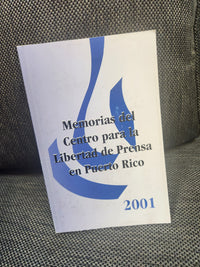 Memorias del
Centro para la
Libertad de Prensa
en Puerto Rico
2001